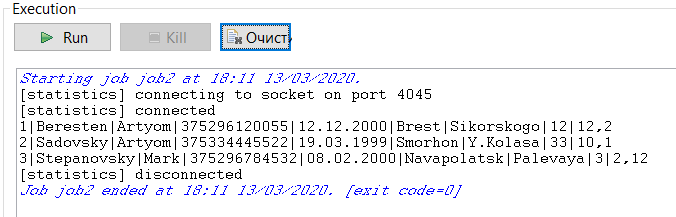 Execution
Run
Kill
Очист
Starting job job2 at 18:11 13/03/2020.
[statistics] connecting to socket on port 4045
[statistics] connected
1|Beresten|Artyom|375296120055|12.12.2000|Brest|Sikorskogo|12|12,2
2|Sadovsky|Artyom|375334445522|19.03.1999|Smorhon|Y.Kolasa|33|10,1
3|Stepanovsky|Mark|375296784532|08.02.2000|Navapolatsk|Palevaya|3|2,12
[statistics] disconnected
Job job2 ended at 18:11 13/03/2020. [exit code=0]